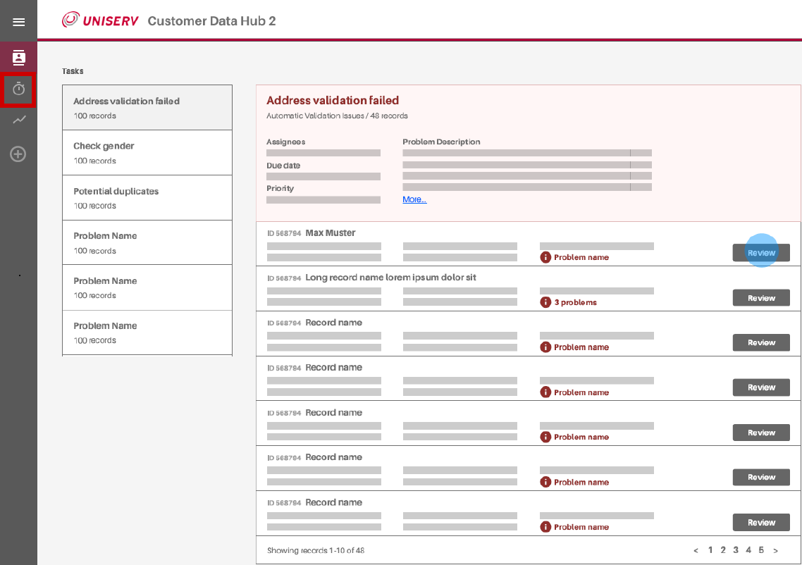 UNISERV Customer Data Hub 2
Tasks
Address validation failed
100 records
Check gender
100 records
Potential duplicates
100 records
Problem Name
100 records
Problem Name
100 records
Problem Name
100 records
Address validation failed
Automatic Validation Issues / 48 records
Assignees
Problem Description
Due date
Priority
More...
ID 568794 Max Muster
Problem name
Review
ID 568794 Long record name lorem ipsum dolor sit
3 problems
Review
ID 568794 Record name
Problem name
Review
ID 568794 Record name
Problem name
Review
ID 568794 Record name
Problem name
Review
ID 568794 Record name
Problem name
Review
ID 568794 Record name
Problem name
Review
Showing records 1-10 of 48
< 1 2 3 4 5 >